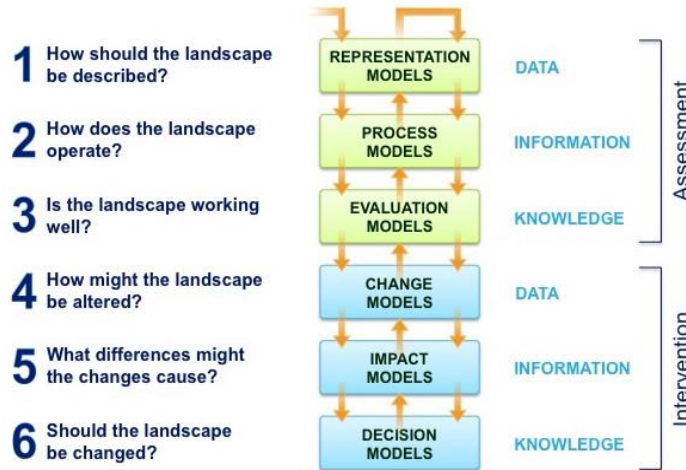 1 How should the landscape
be described?
REPRESENTATION
MODELS
DATA
2 How does the landscape
operate?
PROCESS
MODELS
INFORMATION
3 Is the landscape working
well?
EVALUATION
MODELS
KNOWLEDGE
Assessment
4 How might the landscape
be altered?
CHANGE
MODELS
DATA
5 What differences might
the changes cause?
IMPACT
MODELS
INFORMATION
6 Should the landscape
be changed?
DECISION
MODELS
KNOWLEDGE
Intervention